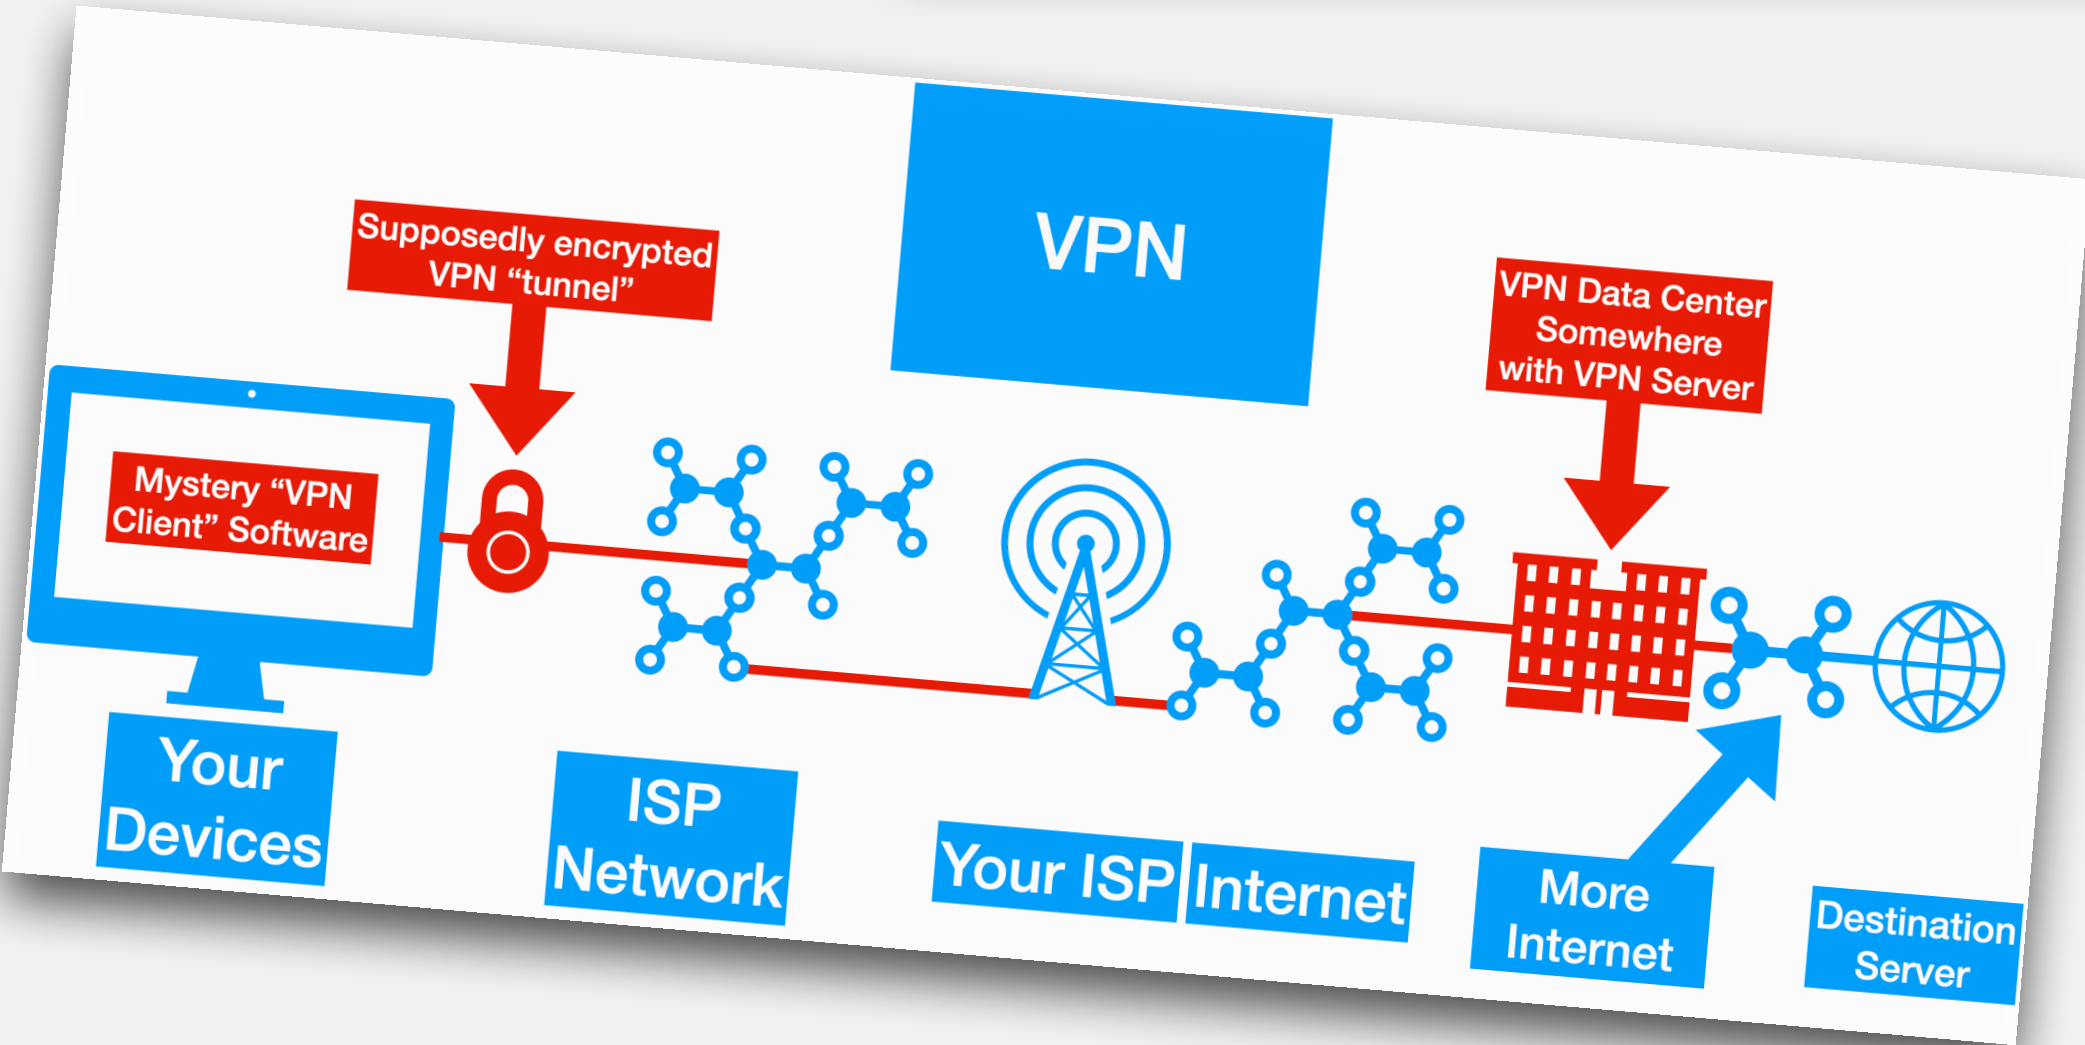 VPN
Supposedly encrypted
VPN “tunnel”
VPN Data Center
Somewhere
with VPN Server
Mystery “VPN
Client” Software
Your
Devices
ISP
Network
Your ISP
Internet
More
Internet
Destination
Server